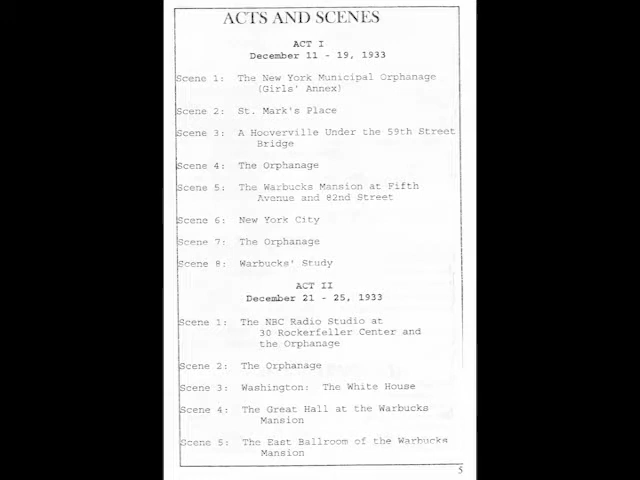 ACTS AND SCENES
ACT I
December 11 - 19, 1933
Scene 1: The New York Municipal Orphanage
(Girls' Annex)
Scene 2: St. Mark's Place
Scene 3: A Hooverville Under the 59th Street
Bridge
Scene 4: The Orphanage
Scene 5: The Warbucks Mansion at Fifth
Avenue and 82nd Street
Scene 6: New York City
Scene 7: The Orphanage
Scene 8: Warbucks' Study
ACT II
December 21 - 25, 1933
Scene 1: The NBC Radio Studio at
30 Rockerfeller Center and
the Orphanage
Scene 2: The Orphanage
Scene 3: Washington: The White House
Scene 4: The Great Hall at the Warbucks
Mansion
Scene 5: The East Ballroom of the Warbucks
Mansion
5